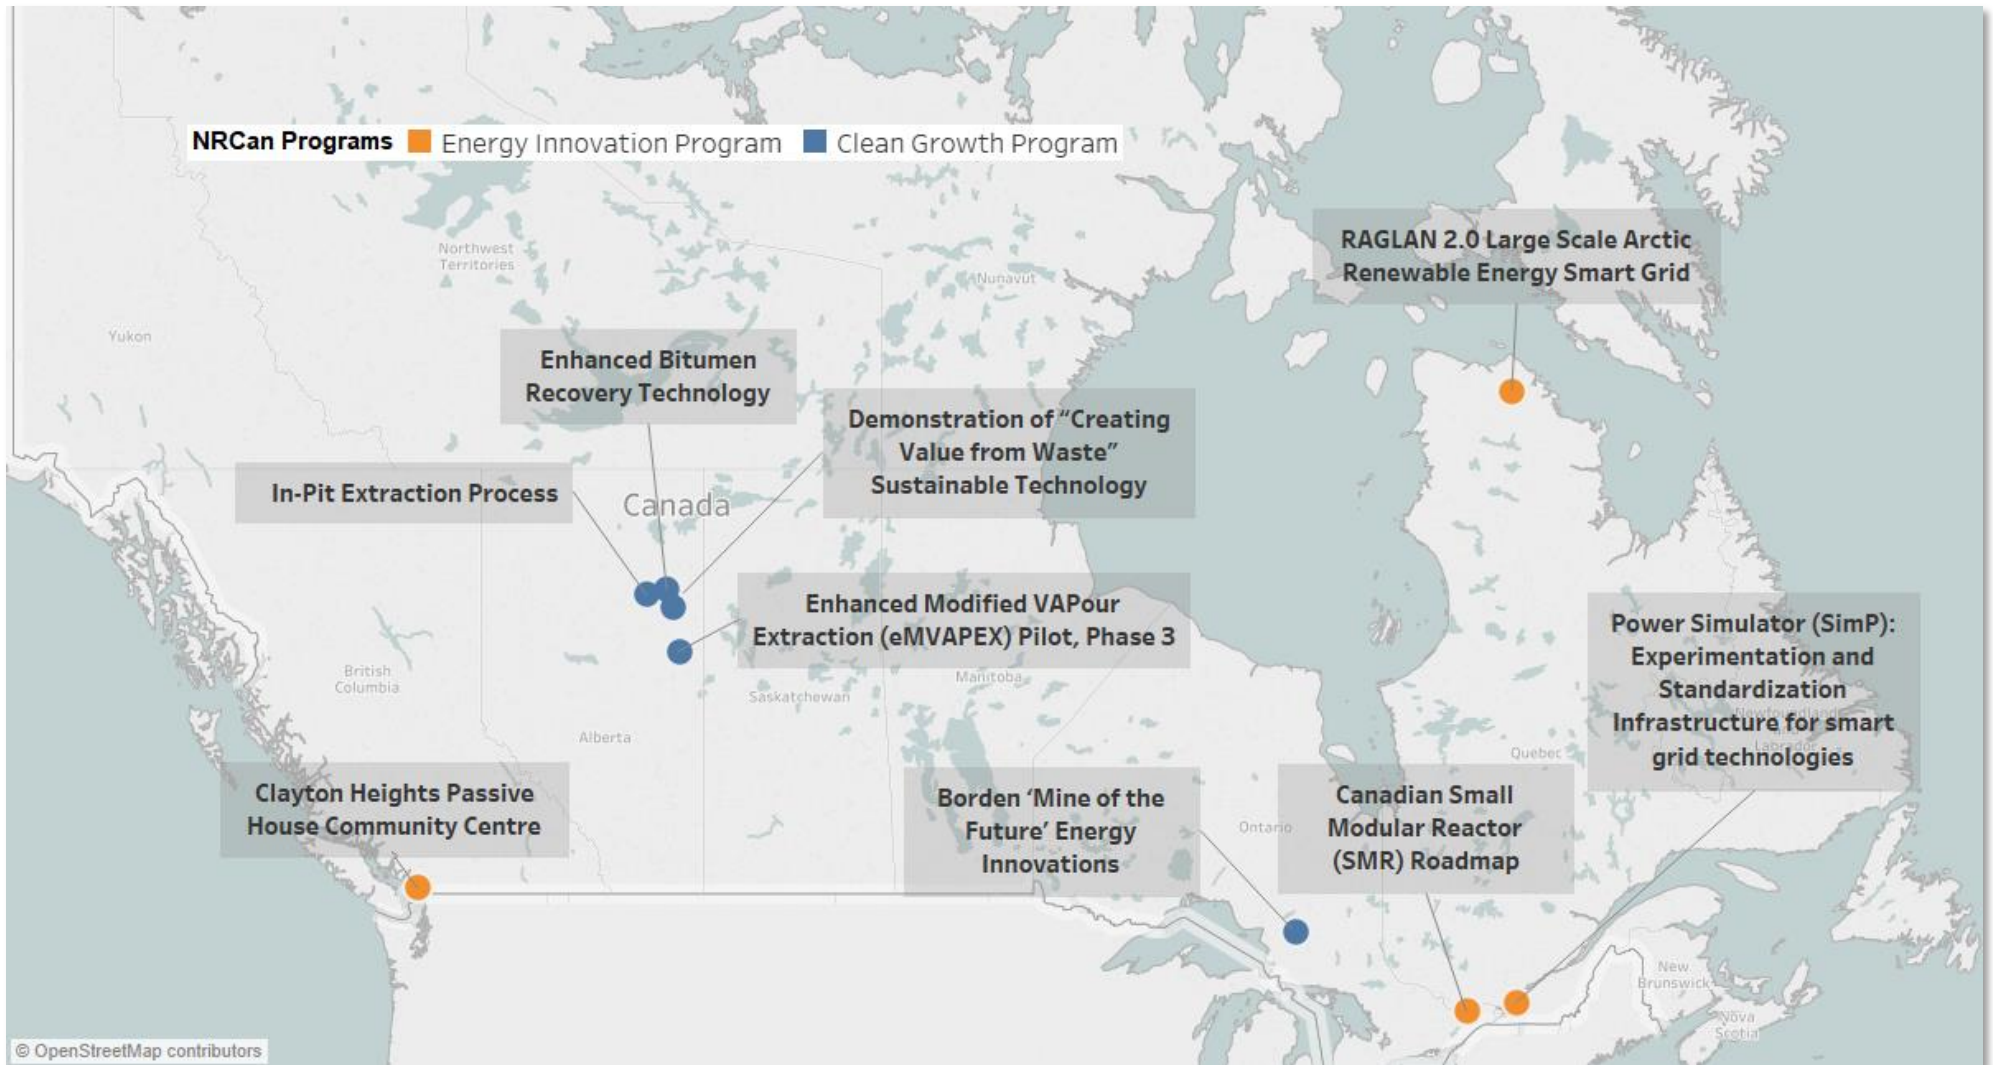 NRCan Programs Energy Innovation Program Clean Growth Program
Northwest
Territories
Nunavut
Yukon
RAGLAN 2.0 Large Scale Arctic
Renewable Energy Smart Grid
Enhanced Bitumen
Recovery Technology
Demonstration of “Creating
Value from Waste”
Sustainable Technology
In-Pit Extraction Process
Canada
Enhanced Modified VAPour
Extraction (eMVAPEX) Pilot, Phase 3
Power Simulator (SimP):
Experimentation and
Standardization
Infrastructure for smart
grid technologies
British
Columbia
Manitoba
Saskatchewan
Newfoundland
Labrador
Alberta
Quebec
Clayton Heights Passive
House Community Centre
Borden ‘Mine of the
Future’ Energy
Innovations
Ontario
Canadian Small
Modular Reactor
(SMR) Roadmap
New
Brunswick
Nova
Scotia
© OpenStreetMap contributors